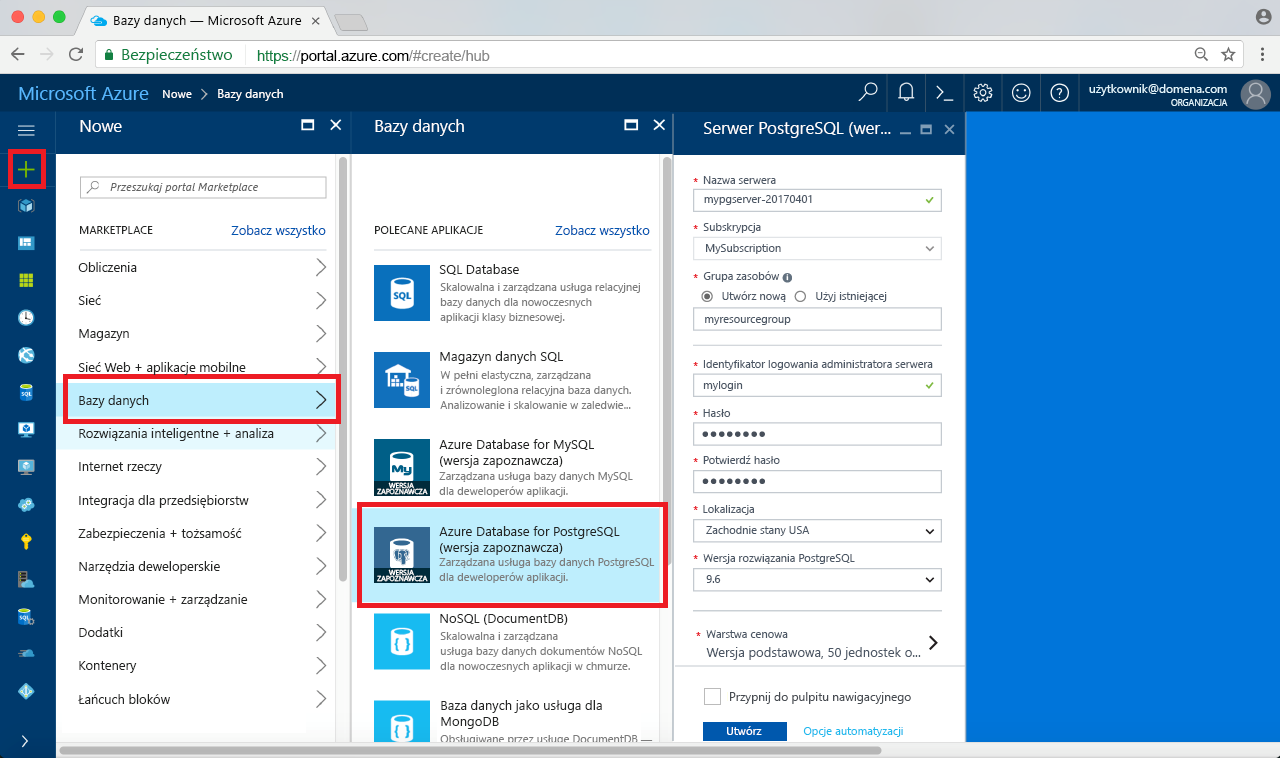 Bazy danych — Microsoft Azure
Bezpieczeństwo
https://portal.azure.com/#create/hub
Microsoft Azure
Nowe
Bazy danych
użytkownik@domena.com
ORGANIZACJA
Nowe
Przeszukaj portal Marketplace
MARKETPLACE
Zobacz wszystko
Obliczenia
Sieć
Magazyn
Sieć Web + aplikacje mobilne
Bazy danych
Rozwiązania inteligentne + analiza
Internet rzeczy
Integracja dla przedsiębiorstw
Zabezpieczenia + tożsamość
Narzędzia deweloperskie
Monitorowanie + zarządzanie
Dodatki
Kontenery
Łańcuch bloków
Bazy danych
POLECANE APLIKACJE
Zobacz wszystko
SQL
SQL Database
Skalowalna i zarządzana usługa relacyjnej
bazy danych dla nowoczesnych
aplikacji klasy biznesowej.
SQL
Magazyn danych SQL
W pełni elastyczna, zarządzana
i zrównoleglona relacyjna baza danych.
Analizowanie i skalowanie w zaledwie...
My
WERSJA
ZAPOZNAWCZA
Azure Database for MySQL
(wersja zapoznawcza)
Zarządzana usługa bazy danych MySQL
dla deweloperów aplikacji.
WERSJA
ZAPOZNAWCZA
Azure Database for PostgreSQL
(wersja zapoznawcza)
Zarządzana usługa bazy danych PostgreSQL
dla deweloperów aplikacji.
{ }
NoSQL (DocumentDB)
Skalowalna i zarządzana
usługa bazy danych dokumentów NoSQL
dla nowoczesnych aplikacji w chmurze.
{ }
Baza danych jako usługa dla
MongoDB
Obsługiwane przez usługę DocumentDB —
Serwer PostgreSQL (wer...
* Nazwa serwera
mypgserver-20170401
* Subskrypcja
MySubscription
* Grupa zasobów
Utwórz nową
Użyj istniejącej
myresourcegroup
* Identyfikator logowania administratora serwera
mylogin
* Hasło
●●●●●●●●
* Potwierdź hasło
●●●●●●●●
* Lokalizacja
Zachodnie stany USA
* Wersja rozwiązania PostgreSQL
9.6
* Warstwa cenowa
Wersja podstawowa, 50 jednostek o...
Przypnij do pulpitu nawigacyjnego
Utwórz
Opcje automatyzacji